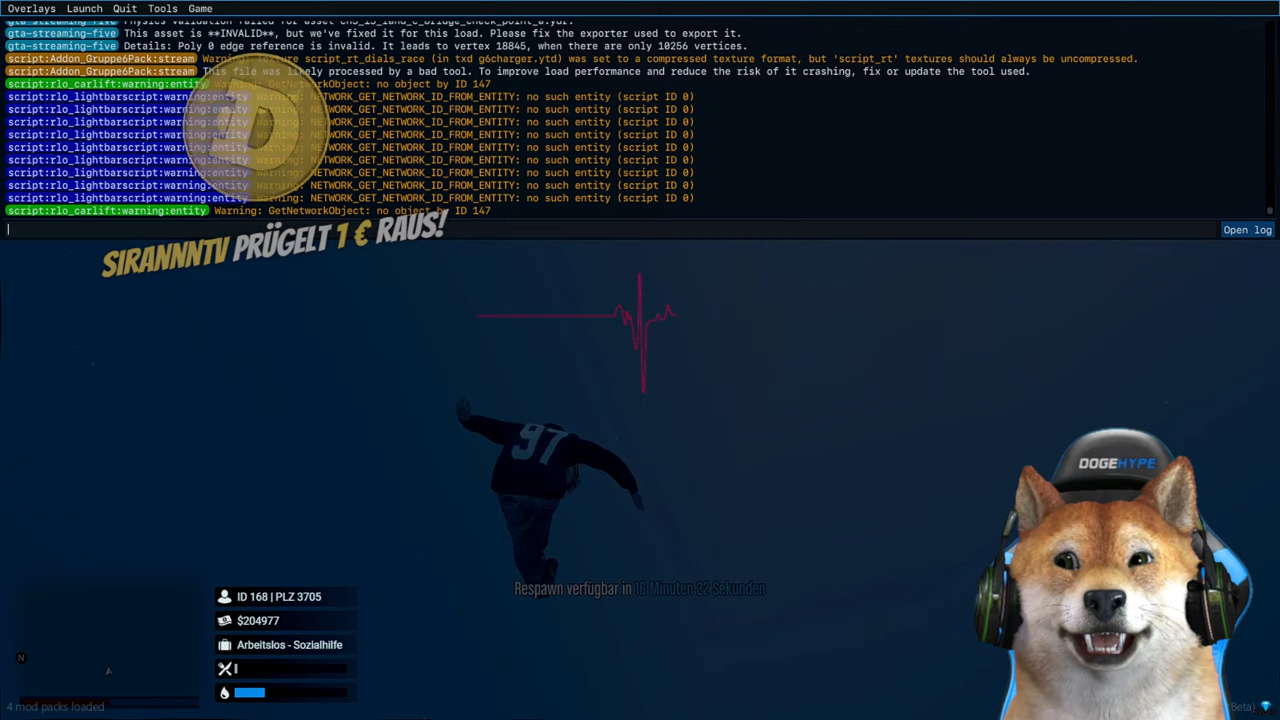 Overlays Launch Quit Tools Game
gta-streaming-five Physics validation failed for asset
gta-streaming-five This asset is **INVALID**, but we've fixed it for this load. Please fix the exporter used to export it.
gta-streaming-five Details: Poly 0 edge reference is invalid. It leads to vertex 18845, when there are only 10256 vertices.
script:Addon_Gruppe6Pack:stream Warning: Texture script_rt_dials_race (in txd g6charger.ytd) was set to a compressed texture format, but 'script_rt' textures should always be uncompressed.
script:Addon_Gruppe6Pack:stream This file was likely processed by a bad tool. To improve load performance and reduce the risk of it crashing, fix or update the tool used.
script:rlo_carlift:warning:entity Warning: GetNetworkObject: no object by ID 147
script:rlo_lightbarscript:warning:entity Warning: NETWORK_GET_NETWORK_ID_FROM_ENTITY: no such entity (script ID 0)
script:rlo_lightbarscript:warning:entity Warning: NETWORK_GET_NETWORK_ID_FROM_ENTITY: no such entity (script ID 0)
script:rlo_lightbarscript:warning:entity Warning: NETWORK_GET_NETWORK_ID_FROM_ENTITY: no such entity (script ID 0)
script:rlo_lightbarscript:warning:entity Warning: NETWORK_GET_NETWORK_ID_FROM_ENTITY: no such entity (script ID 0)
script:rlo_lightbarscript:warning:entity Warning: NETWORK_GET_NETWORK_ID_FROM_ENTITY: no such entity (script ID 0)
script:rlo_lightbarscript:warning:entity Warning: NETWORK_GET_NETWORK_ID_FROM_ENTITY: no such entity (script ID 0)
script:rlo_lightbarscript:warning:entity Warning: NETWORK_GET_NETWORK_ID_FROM_ENTITY: no such entity (script ID 0)
script:rlo_lightbarscript:warning:entity Warning: NETWORK_GET_NETWORK_ID_FROM_ENTITY: no such entity (script ID 0)
script:rlo_lightbarscript:warning:entity Warning: NETWORK_GET_NETWORK_ID_FROM_ENTITY: no such entity (script ID 0)
script:rlo_carlift:warning:entity Warning: GetNetworkObject: no object by ID 147
Open log
SIRANNNTV PRÜGELT 1 € RAUS!
97
DOGEHYPE
Respawn verfügbar in 16 Minuten 22 Sekunden
ID 168 | PLZ 3705
$204977
Arbeitslos - Sozialhilfe
N
4 mod packs loaded
Beta)